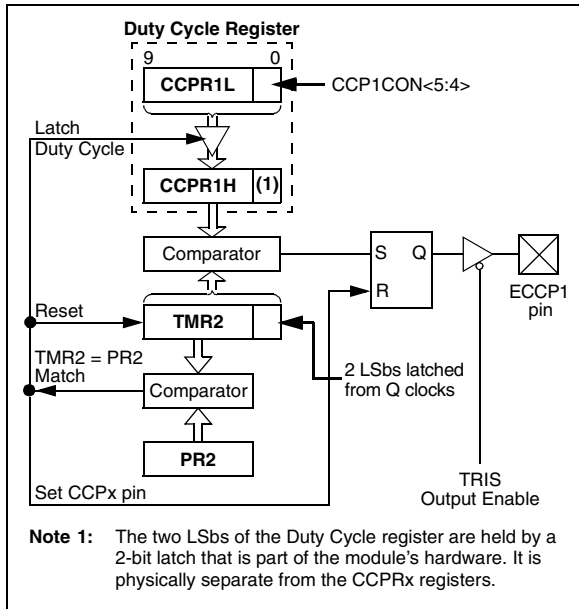 Duty Cycle Register
9 0
CCPR1L
CCP1CON<5:4>
Latch
Duty Cycle
CCPR1H (1)
Comparator
S Q
R
ECCP1
pin
Reset
TMR2
TMR2 = PR2
Match
2 LSbs latched
from Q clocks
Comparator
PR2
Set CCPx pin
TRIS
Output Enable
Note 1: The two LSbs of the Duty Cycle register are held by a
2-bit latch that is part of the module's hardware. It is
physically separate from the CCPRx registers.